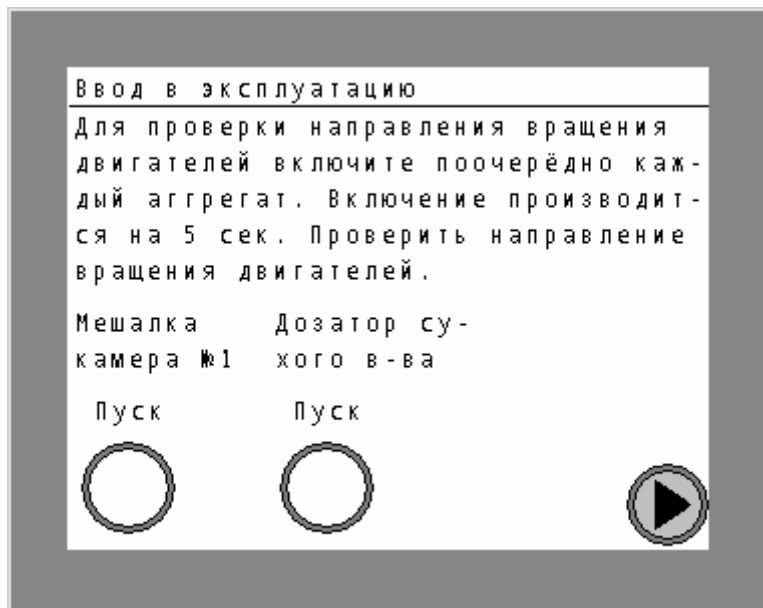 Ввод в эксплуатацию
Для проверки направления вращения
двигателей включите поочерёдно каж-
дый аггрегат. Включение производит-
ся на 5 сек. Проверить направление
вращения двигателей.
Мешалка Дозатор су-
камера №1 хого в-ва
Пуск Пуск